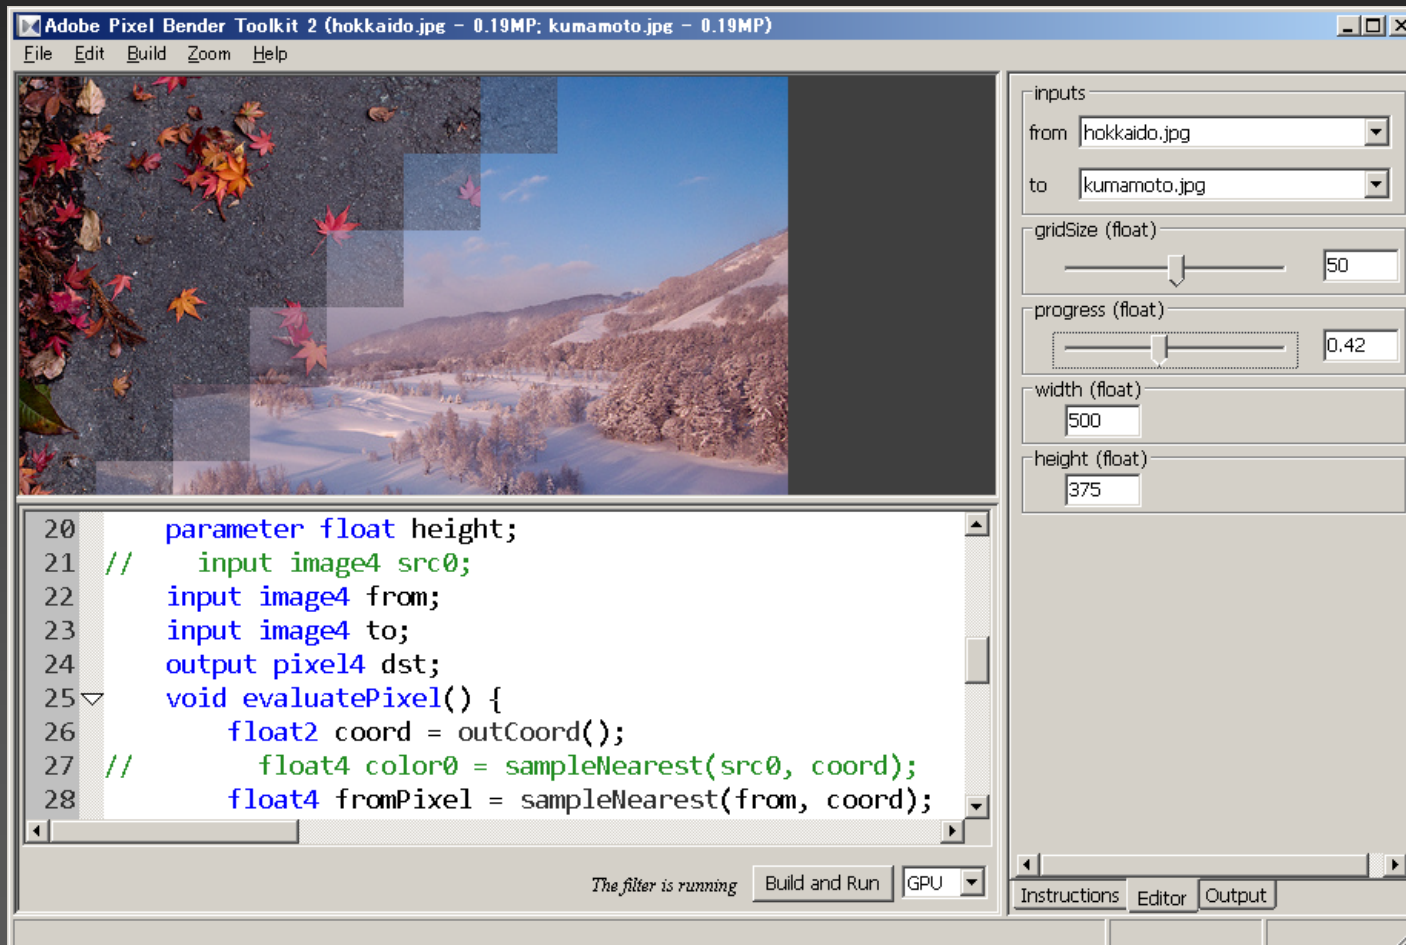 Adobe Pixel Bender Toolkit 2 (hokkaido.jpg - 0.19MP; kumamoto.jpg - 0.19MP)
File Edit Build Zoom Help
inputs
from hokkaido.jpg
to kumamoto.jpg
gridSize (float)
50
progress (float)
0.42
width (float)
500
height (float)
375
20 parameter float height;
21 // input image4 src0;
22 input image4 from;
23 input image4 to;
24 output pixel4 dst;
25 void evaluatePixel() {
26 float2 coord = outCoord();
27 // float4 color0 = sampleNearest(src0, coord);
28 float4 fromPixel = sampleNearest(from, coord);
The filter is running Build and Run GPU
Instructions Editor Output